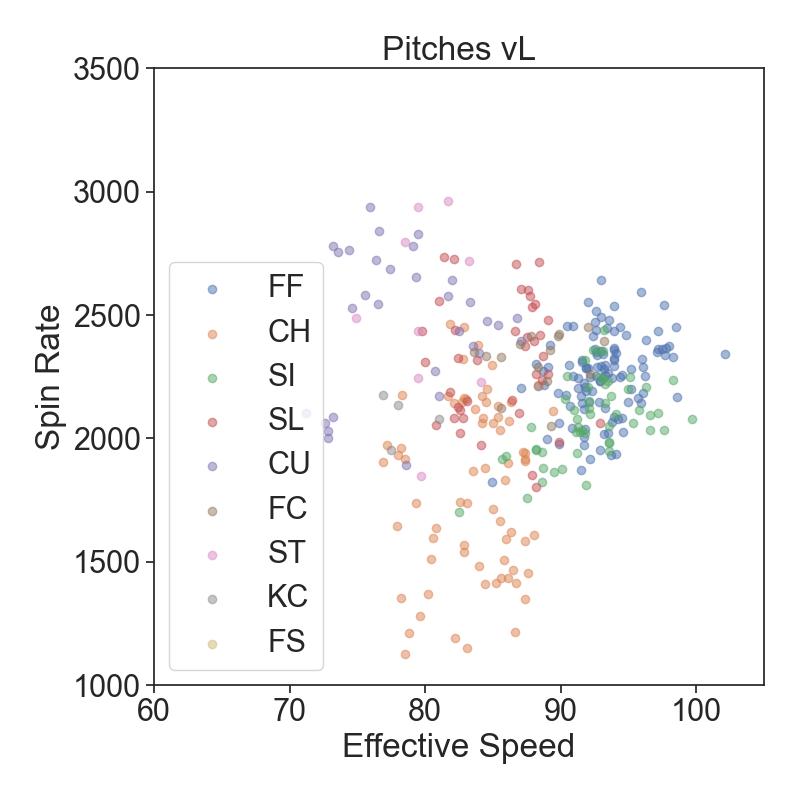 Pitches vL
3500
3000
2500
2000
1500
1000
Spin Rate
FF
CH
SI
SL
CU
FC
ST
KC
FS
60 70 80 90 100
Effective Speed